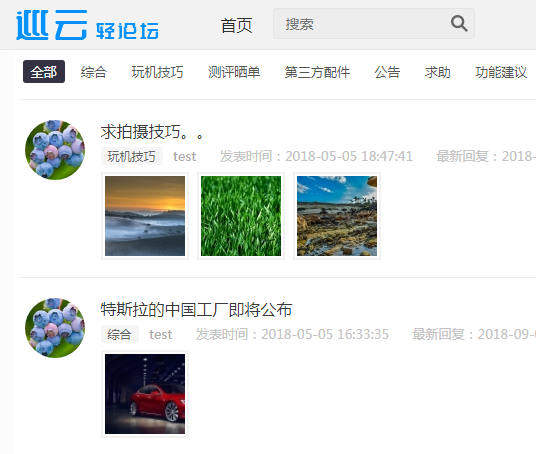 巡云 轻论坛 首页 搜索
全部 综合 玩机技巧 测评晒单 第三方配件 公告 求助 功能建议
求拍摄技巧。。
玩机技巧 test 发表时间：2018-05-05 18:47:41 最新回复：2018-
特斯拉的中国工厂即将公布
综合 test 发表时间：2018-05-05 16:33:35 最新回复：2018-09-